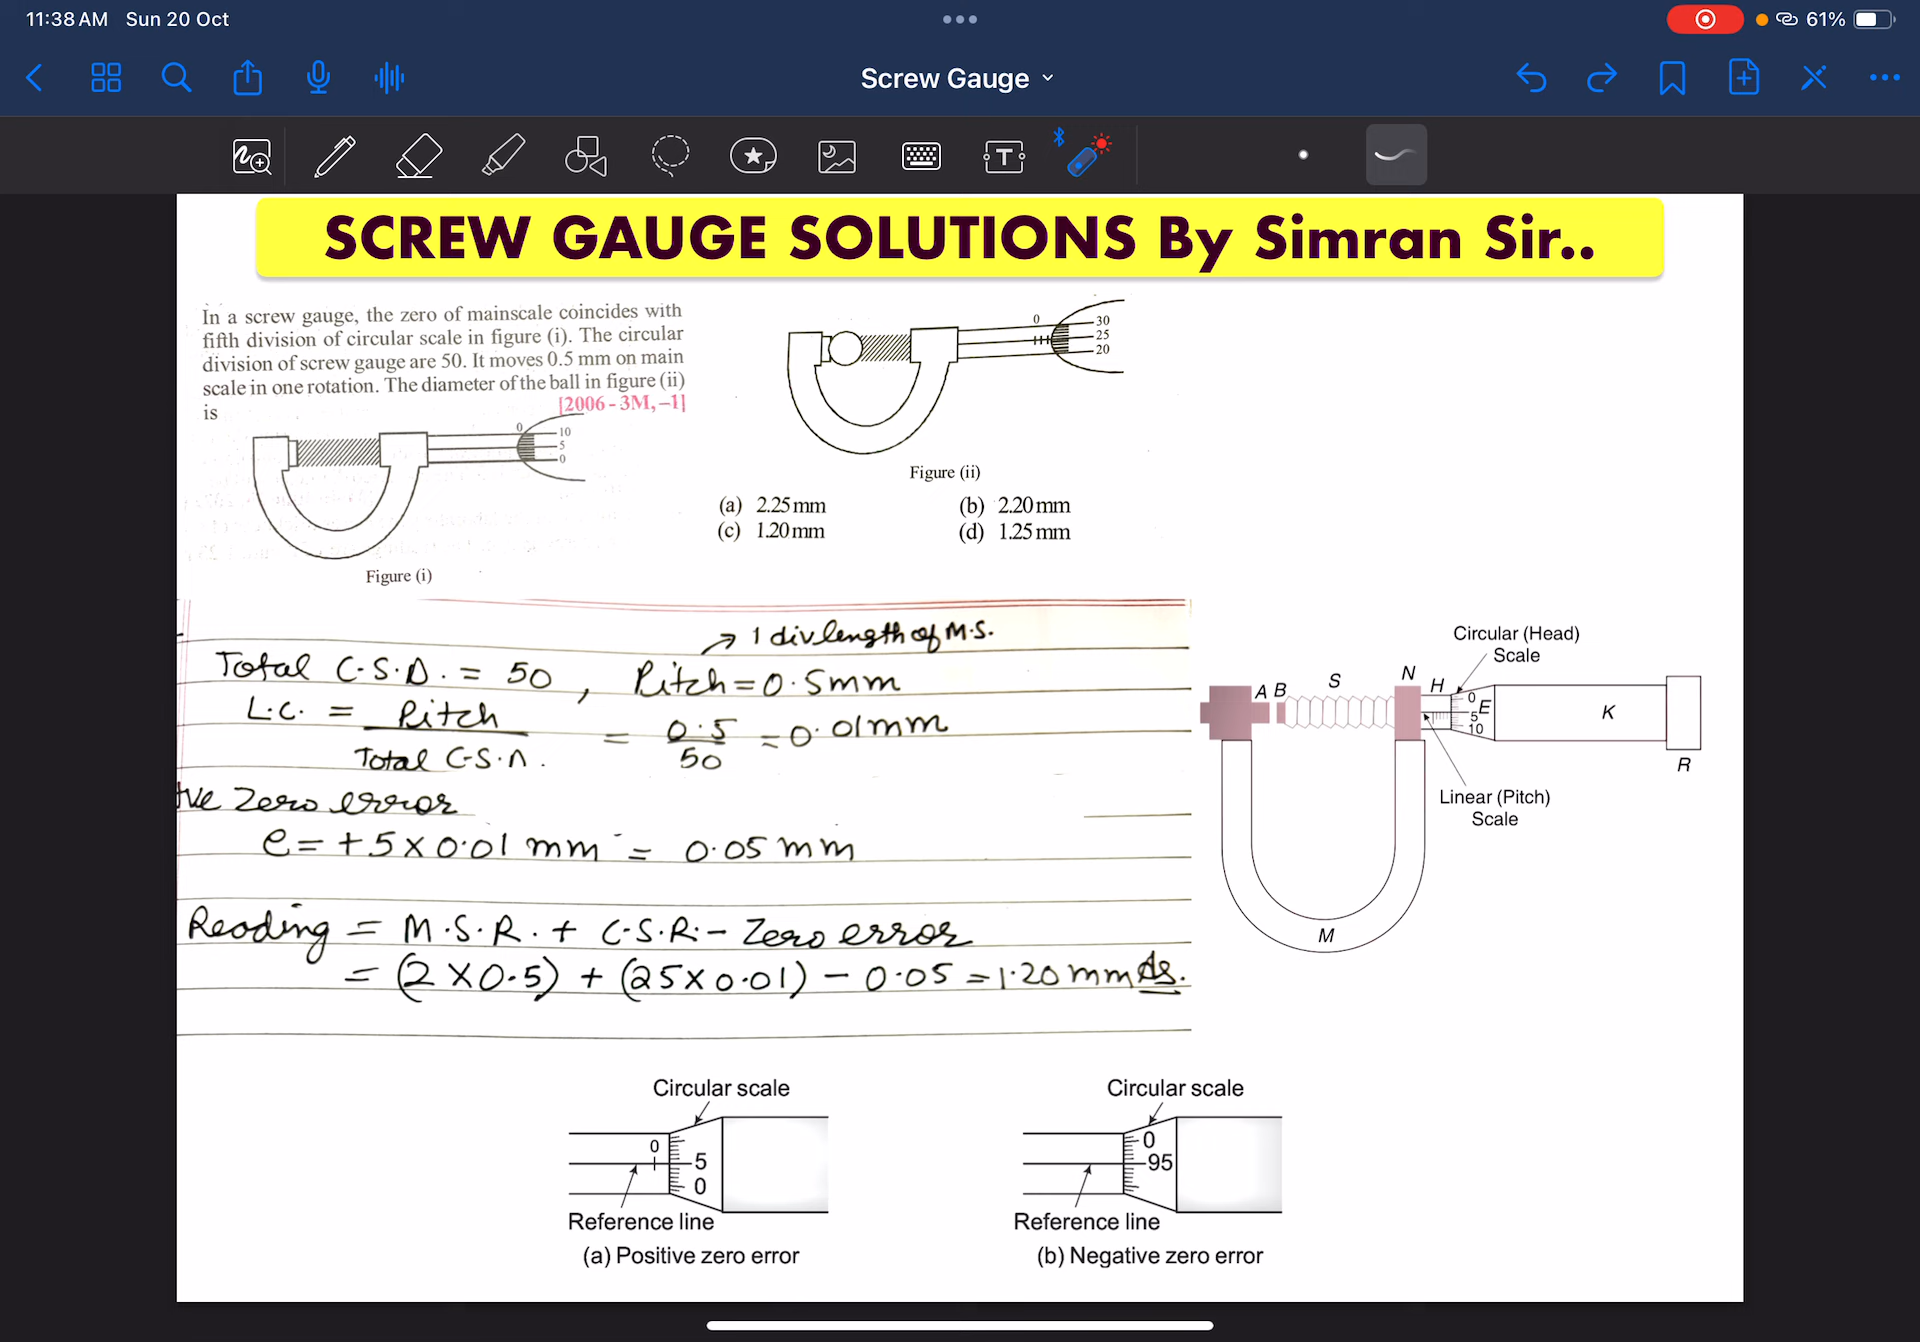 11:38 AM Sun 20 Oct
61%
Screw Gauge
T
SCREW GAUGE SOLUTIONS By Simran Sir..
In a screw gauge, the zero of mainscale coincides with
fifth division of circular scale in figure (i). The circular
division of screw gauge are 50. It moves 0.5 mm on main
scale in one rotation. The diameter of the ball in figure (ii)
is [2006 - 3M, –1]
0
10
5
0
Figure (i)
0
30
25
20
Figure (ii)
(a) 2.25 mm (b) 2.20 mm
(c) 1.20 mm (d) 1.25 mm
→ 1 div length of M.S.
Total C.S.D. = 50 , Pitch = 0.5mm
L.C. = Pitch / Total C.S.D. = 0.5 / 50 = 0.01mm
+ve Zero error
e = +5 x 0.01 mm = 0.05 mm
Reading = M.S.R. + C.S.R. - Zero error
= (2 X 0.5) + (25 x 0.01) - 0.05 = 1.20 mm As.
Circular (Head)
Scale
A B S N H
0
5
10
E
K
R
Linear (Pitch)
Scale
M
Circular scale
0
5
0
Reference line
(a) Positive zero error
Circular scale
0
95
Reference line
(b) Negative zero error